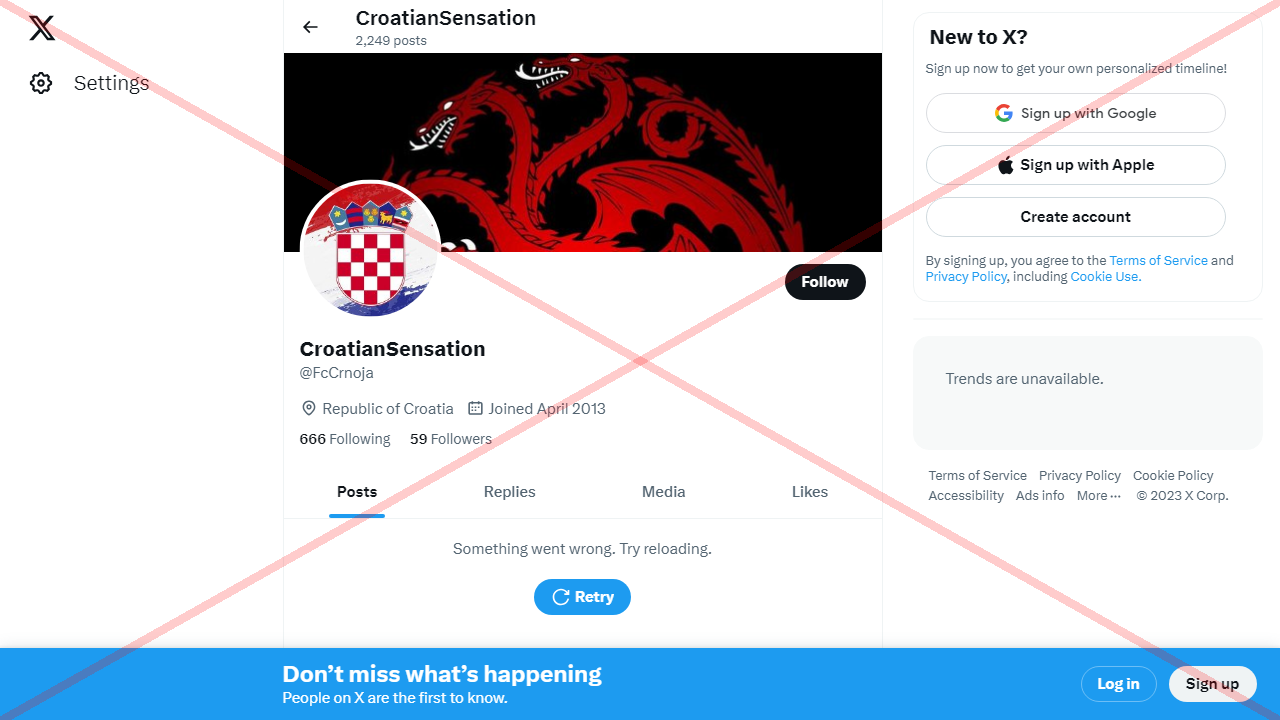 CroatianSensation
2,249 posts
Settings
Follow
CroatianSensation
@FcCrnoja
Republic of Croatia Joined April 2013
666 Following 59 Followers
Posts Replies Media Likes
Something went wrong. Try reloading.
Retry
New to X?
Sign up now to get your own personalized timeline!
Sign up with Google
Sign up with Apple
Create account
By signing up, you agree to the Terms of Service and
Privacy Policy, including Cookie Use.
Trends are unavailable.
Terms of Service Privacy Policy Cookie Policy
Accessibility Ads info More ··· © 2023 X Corp.
Don’t miss what’s happening
People on X are the first to know.
Log in Sign up